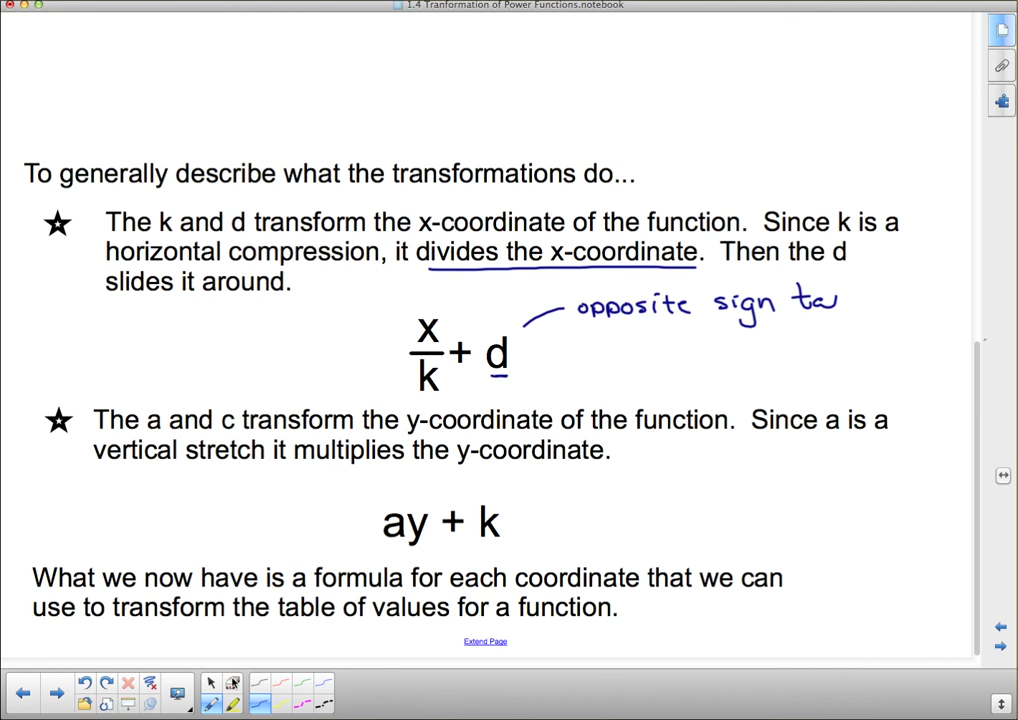 1.4 Tranformation of Power Functions.notebook
To generally describe what the transformations do...
The k and d transform the x-coordinate of the function. Since k is a
horizontal compression, it divides the x-coordinate. Then the d
slides it around.
opposite sign
x
k
+ d
The a and c transform the y-coordinate of the function. Since a is a
vertical stretch it multiplies the y-coordinate.
ay + k
What we now have is a formula for each coordinate that we can
use to transform the table of values for a function.
Extend Page